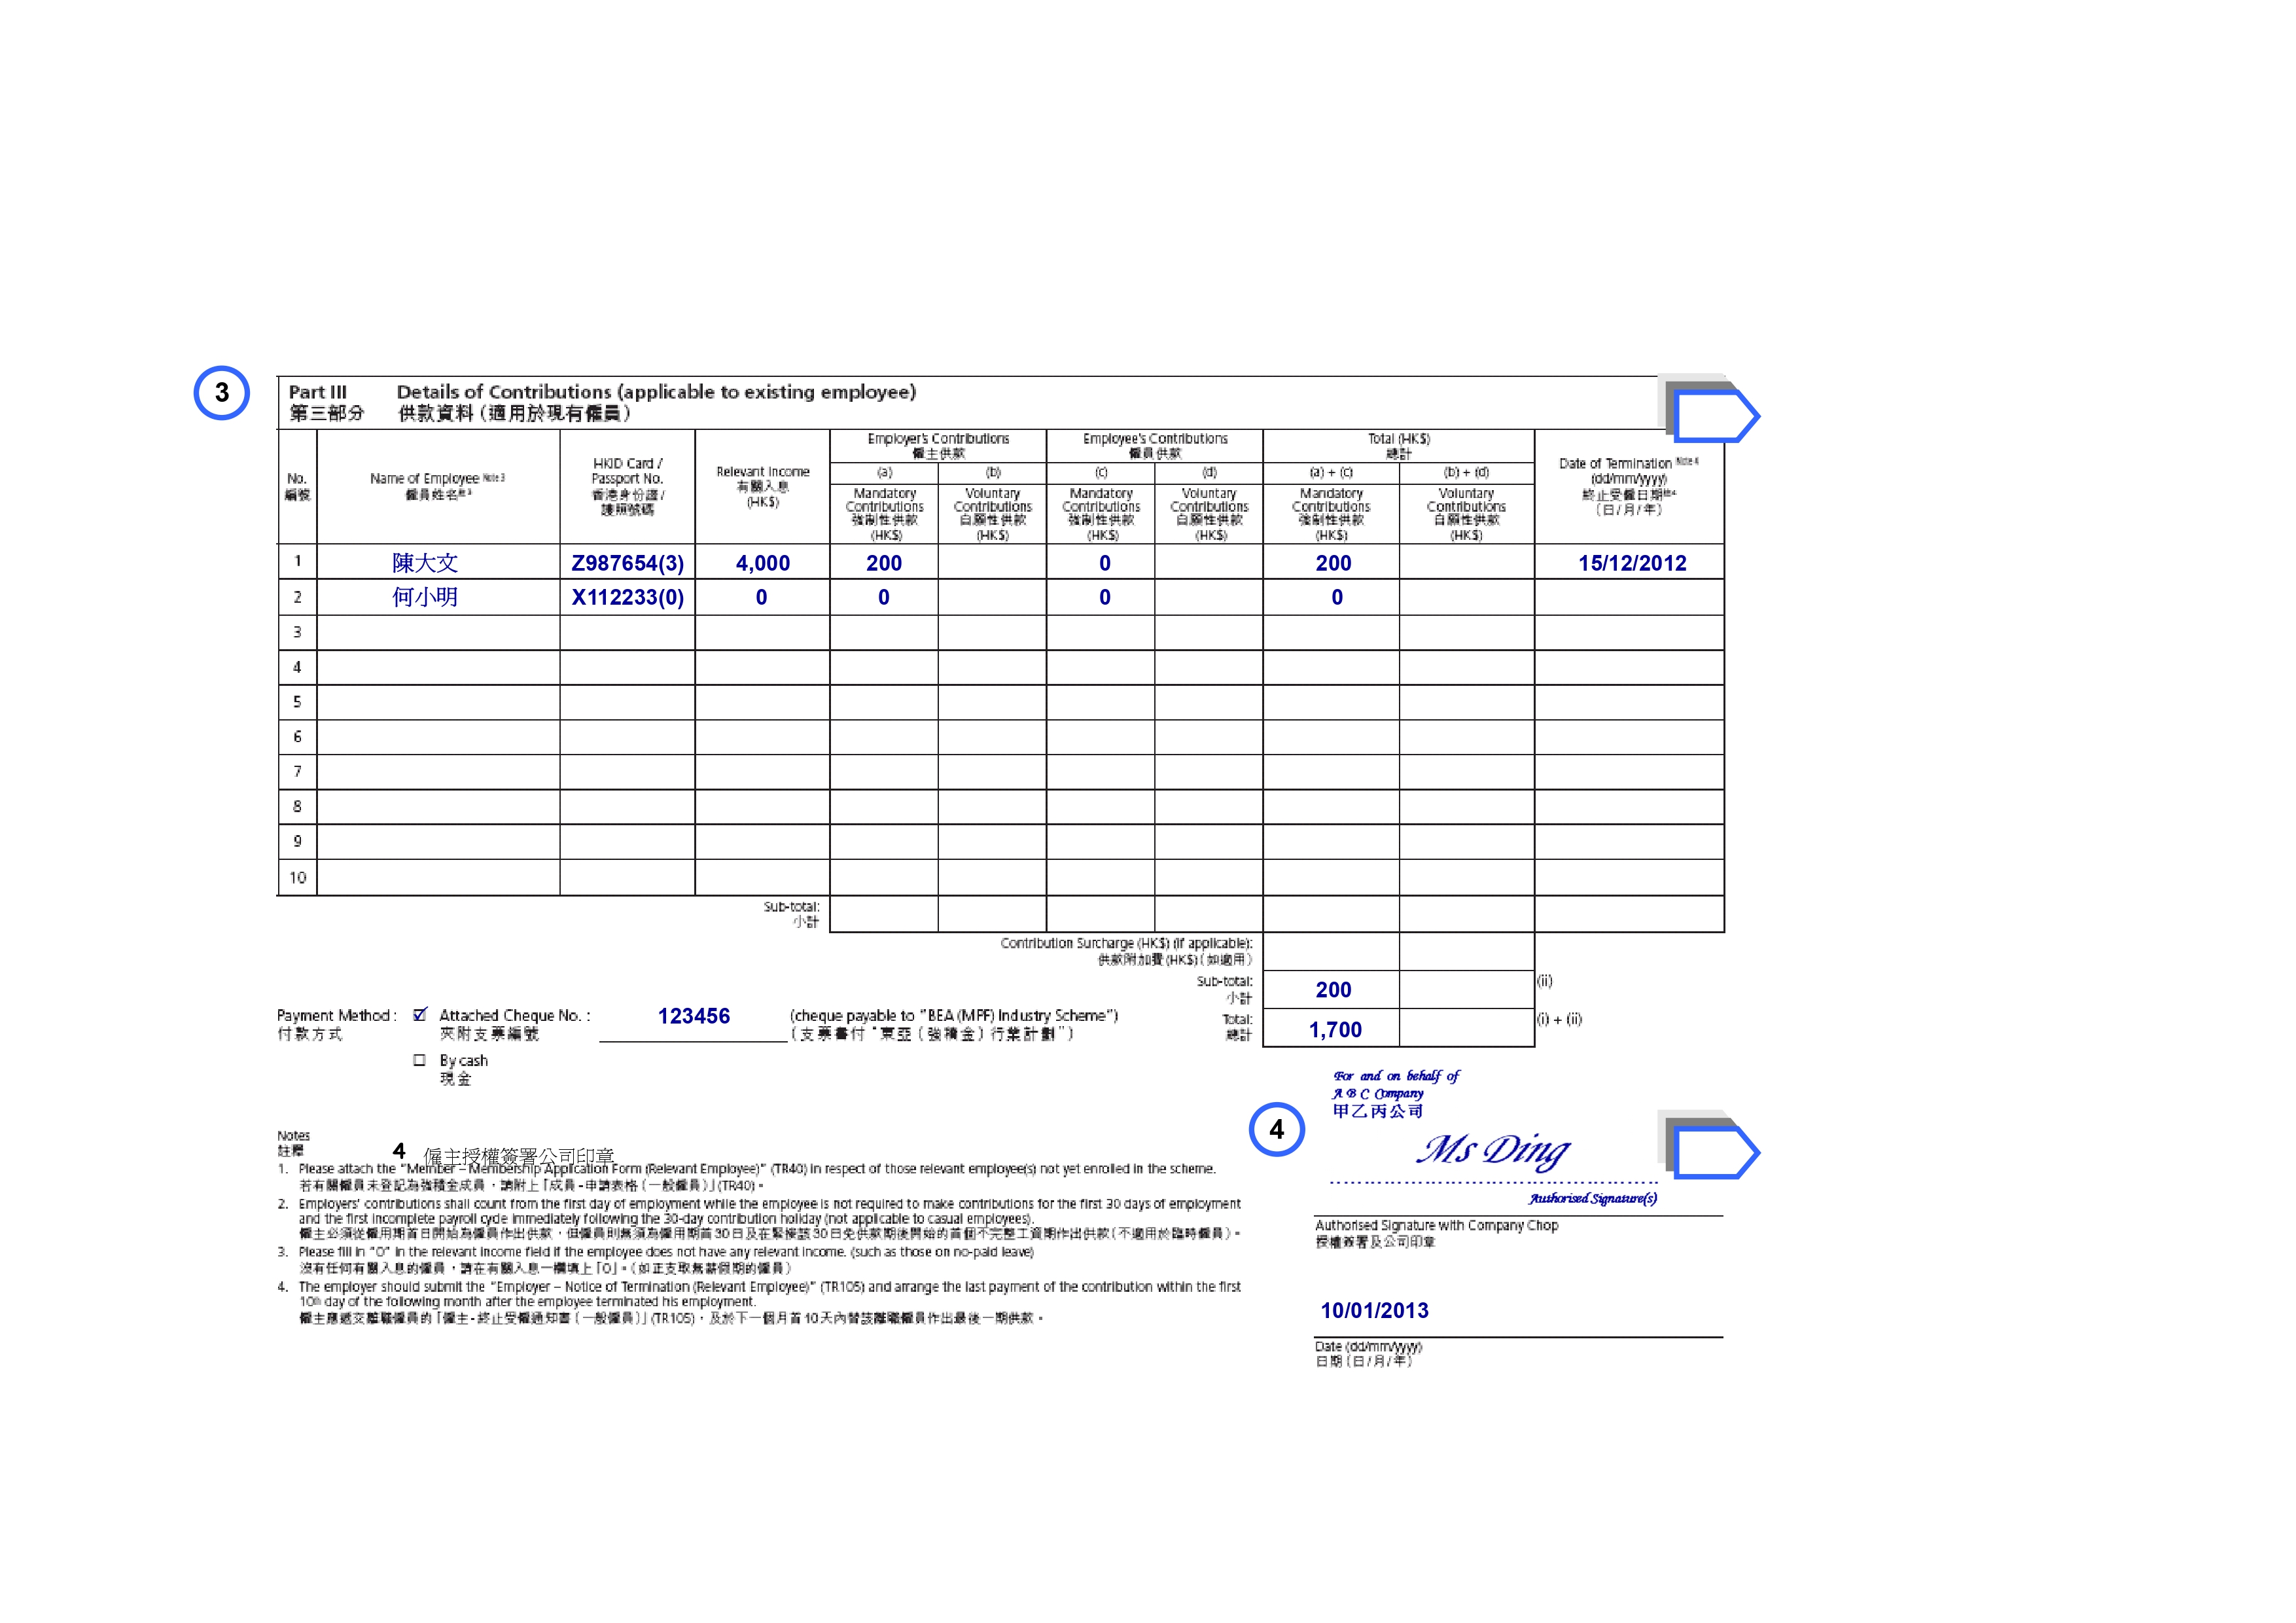 3
Part III Details of Contributions (applicable to existing employee)
第三部分 供款資料（適用於現有僱員）
No.
編號
Name of Employee Note 3
僱員姓名註3
HKID Card /
Passport No.
香港身份證/
護照號碼
Relevant Income
有關入息
(HK$)
Employer's Contributions
僱主供款
Employee's Contributions
僱員供款
Total (HK$)
總計
Date of Termination Note 4
(dd/mm/yyyy)
終止受僱日期註4
（日/月/年）
(a) (b) (c) (d) (a) + (c) (b) + (d)
Mandatory Contributions 強制性供款 (HK$)
Voluntary Contributions 自願性供款 (HK$)
Mandatory Contributions 強制性供款 (HK$)
Voluntary Contributions 自願性供款 (HK$)
Mandatory Contributions 強制性供款 (HK$)
Voluntary Contributions 自願性供款 (HK$)
1 陳大文 Z987654(3) 4,000 200 0 200 15/12/2012
2 何小明 X112233(0) 0 0 0 0
3
4
5
6
7
8
9
10
Sub-total:
小計
Contribution Surcharge (HK$) (if applicable):
供款附加費(HK$)（如適用）
Sub-total: 200 (ii)
小計
Total: 1,700 (i) + (ii)
總計
Payment Method : ☑ Attached Cheque No. : 123456 (cheque payable to "BEA (MPF) Industry Scheme")
付款方式 夾附支票編號 （支票書付"東亞（強積金）行業計劃"）
☐ By cash
現金
For and on behalf of
A B C Company
甲乙丙公司
4
Ms Ding
Authorised Signature(s)
Authorised Signature with Company Chop
授權簽署及公司印章
10/01/2013
Date (dd/mm/yyyy)
日期（日/月/年）
Notes
註釋
4 僱主授權簽署公司印章
1. Please attach the "Member – Membership Application Form (Relevant Employee)" (TR40) in respect of those relevant employee(s) not yet enrolled in the scheme.
若有關僱員未登記為強積金成員，請附上「成員-申請表格（一般僱員）」(TR40)。
2. Employers' contributions shall count from the first day of employment while the employee is not required to make contributions for the first 30 days of employment
and the first incomplete payroll cycle immediately following the 30-day contribution holiday (not applicable to casual employees).
僱主必須從僱用期首日開始為僱員作出供款，但僱員則無須為僱用期首30日及在緊接該30日免供款期後開始的首個不完整工資期作出供款（不適用於臨時僱員）。
3. Please fill in "0" in the relevant income field if the employee does not have any relevant income. (such as those on no-paid leave)
沒有任何有關入息的僱員，請在有關入息一欄填上「0」。（如正支取無薪假期的僱員）
4. The employer should submit the "Employer – Notice of Termination (Relevant Employee)" (TR105) and arrange the last payment of the contribution within the first
10th day of the following month after the employee terminated his employment.
僱主應遞交離職僱員的「僱主-終止受僱通知書（一般僱員）」(TR105)，及於下一個月首10天內替該離職僱員作出最後一期供款。